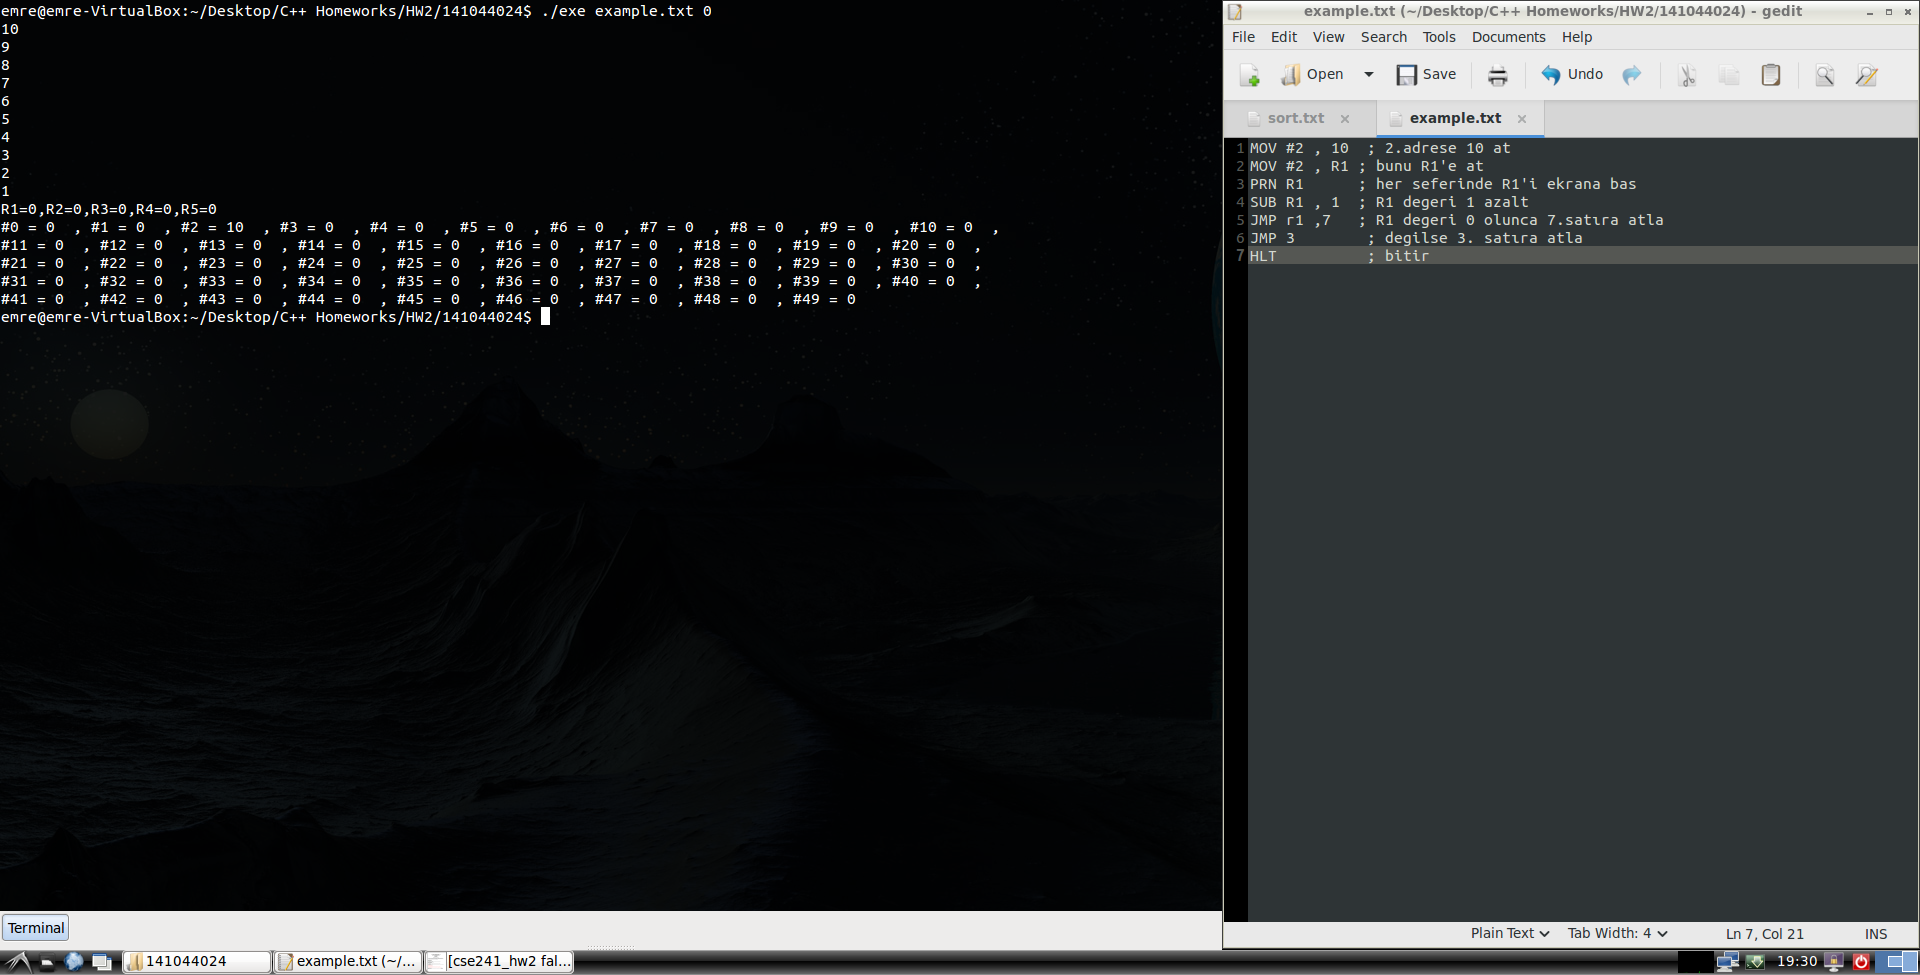 emre@emre-VirtualBox:~/Desktop/C++ Homeworks/HW2/141044024$ ./exe example.txt 0
10
9
8
7
6
5
4
3
2
1
R1=0,R2=0,R3=0,R4=0,R5=0
#0 = 0  , #1 = 0  , #2 = 10  , #3 = 0  , #4 = 0  , #5 = 0  , #6 = 0  , #7 = 0  , #8 = 0  , #9 = 0  , #10 = 0  ,
#11 = 0  , #12 = 0  , #13 = 0  , #14 = 0  , #15 = 0  , #16 = 0  , #17 = 0  , #18 = 0  , #19 = 0  , #20 = 0  ,
#21 = 0  , #22 = 0  , #23 = 0  , #24 = 0  , #25 = 0  , #26 = 0  , #27 = 0  , #28 = 0  , #29 = 0  , #30 = 0  ,
#31 = 0  , #32 = 0  , #33 = 0  , #34 = 0  , #35 = 0  , #36 = 0  , #37 = 0  , #38 = 0  , #39 = 0  , #40 = 0  ,
#41 = 0  , #42 = 0  , #43 = 0  , #44 = 0  , #45 = 0  , #46 = 0  , #47 = 0  , #48 = 0  , #49 = 0
emre@emre-VirtualBox:~/Desktop/C++ Homeworks/HW2/141044024$
Terminal
example.txt (~/Desktop/C++ Homeworks/HW2/141044024) - gedit
File Edit View Search Tools Documents Help
Open Save Undo
sort.txt example.txt
1 MOV #2 , 10  ; 2.adrese 10 at
2 MOV #2 , R1 ; bunu R1'e at
3 PRN R1      ; her seferinde R1'i ekrana bas
4 SUB R1 , 1  ; R1 degeri 1 azalt
5 JMP r1 ,7   ; R1 degeri 0 olunca 7.satıra atla
6 JMP 3        ; degilse 3. satıra atla
7 HLT          ; bitir
Plain Text Tab Width: 4 Ln 7, Col 21 INS
141044024 example.txt (~/... [cse241_hw2 fal... 19:30